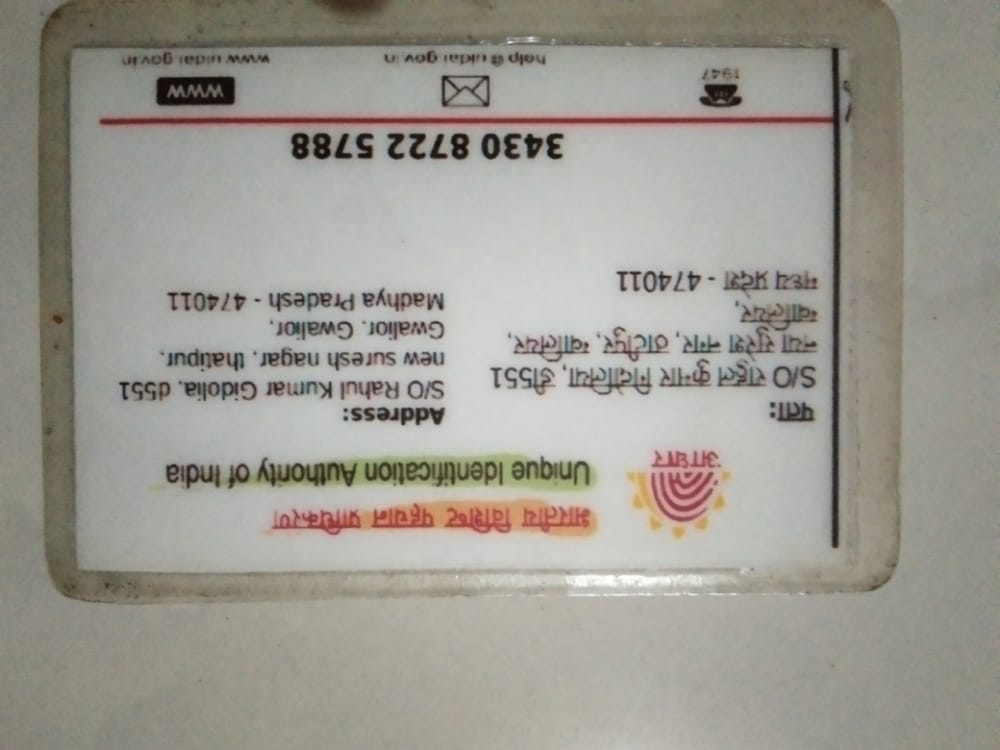 भारतीय विशिष्ट पहचान प्राधिकरण
आधार
Unique Identification Authority of India
पता:
S/O राहुल कुमार गिदोलिया, डी551
नया सुरेश नगर, ठाटीपुर, ग्वालियर,
ग्वालियर,
मध्य प्रदेश - 474011
Address:
S/O Rahul Kumar Gidolia, d551
new suresh nagar, thatipur,
Gwalior, Gwalior,
Madhya Pradesh - 474011
3430 8722 5788
1947
help@uidai.gov.in
WWW
www.uidai.gov.in